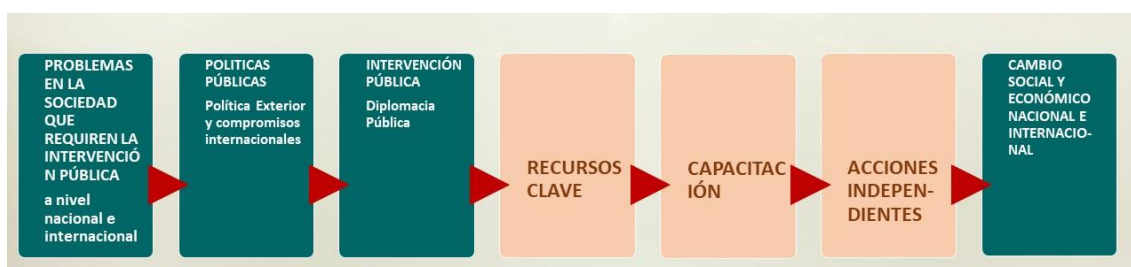 PROBLEMAS
EN LA
SOCIEDAD
QUE
REQUIREN LA
INTERVENCIÓ
N PÚBLICA
a nivel
nacional e
internacional
POLITICAS
PÚBLICAS
Política Exterior
y compromisos
internacionales
INTERVENCIÓN
PÚBLICA
Diplomacia
Pública
RECURSOS
CLAVE
CAPACITAC
IÓN
ACCIONES
INDEPEN-
DIENTES
CAMBIO
SOCIAL Y
ECONÓMICO
NACIONAL E
INTERNACIO-
NAL